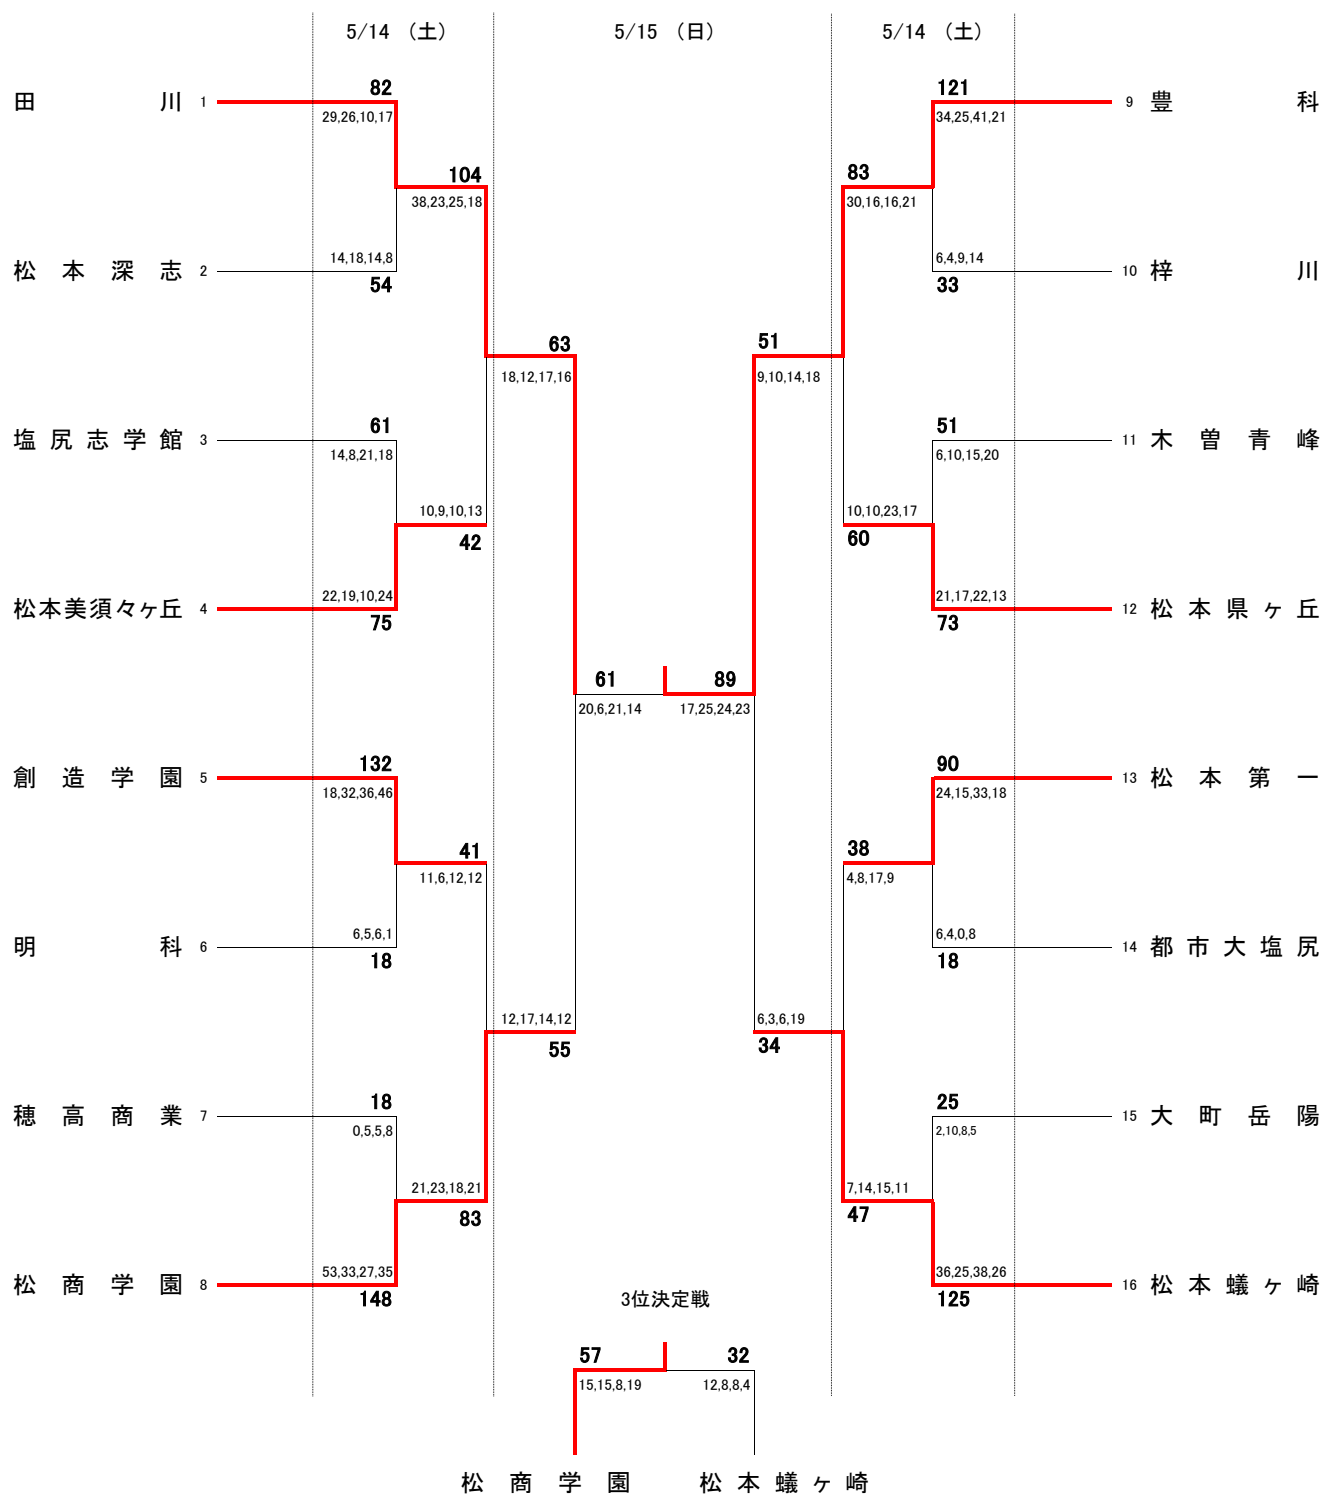 5/14 （土） 5/15 （日） 5/14 （土）
田川 1 82 121 9 豊科
29,26,10,17 34,25,41,21
104 83
38,23,25,18 30,16,16,21
14,18,14,8 6,4,9,14
松本深志 2 54 33 10 梓川
63 51
18,12,17,16 9,10,14,18
塩尻志学館 3 61 51 11 木曽青峰
14,8,21,18 6,10,15,20
10,9,10,13 10,10,23,17
42 60
22,19,10,24 21,17,22,13
松本美須々ヶ丘 4 75 73 12 松本県ヶ丘
61 89
20,6,21,14 17,25,24,23
創造学園 5 132 90 13 松本第一
18,32,36,46 24,15,33,18
41 38
11,6,12,12 4,8,17,9
6,5,6,1 6,4,0,8
明科 6 18 18 14 都市大塩尻
12,17,14,12 6,3,6,19
55 34
穂高商業 7 18 25 15 大町岳陽
0,5,5,8 2,10,8,5
21,23,18,21 7,14,15,11
83 47
53,33,27,35 36,25,38,26
松商学園 8 148 125 16 松本蟻ヶ崎
3位決定戦
57 32
15,15,8,19 12,8,8,4
松商学園 松本蟻ヶ崎